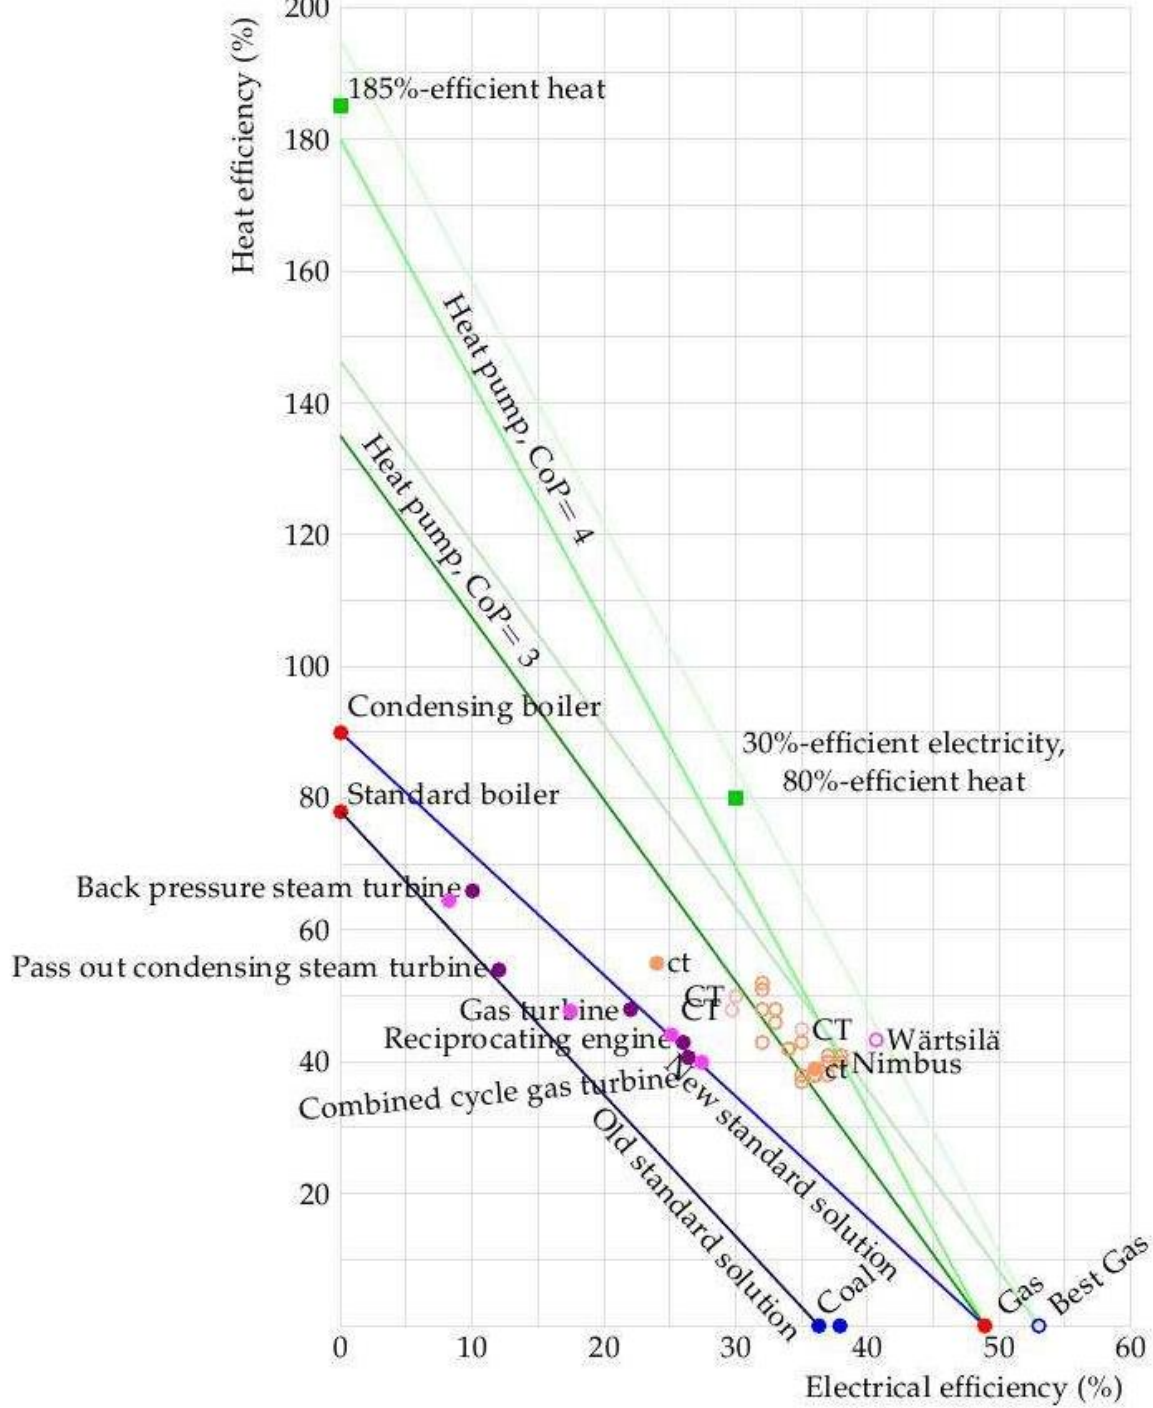 200
Heat efficiency (%)
185%-efficient heat
180
160
140
Heat pump, CoP= 4
Heat pump, CoP= 3
120
100
Condensing boiler
30%-efficient electricity,
80%-efficient heat
80
Standard boiler
Back pressure steam turbine
60
Pass out condensing steam turbine
ct
CT
CT
Gas turbine
CT
Reciprocating engine
Wärtsilä
40
Nimbus
ct
Combined cycle gas turbine
New standard solution
Old standard solution
20
Coal
Gas
Best Gas
0
10
20
30
40
50
60
Electrical efficiency (%)